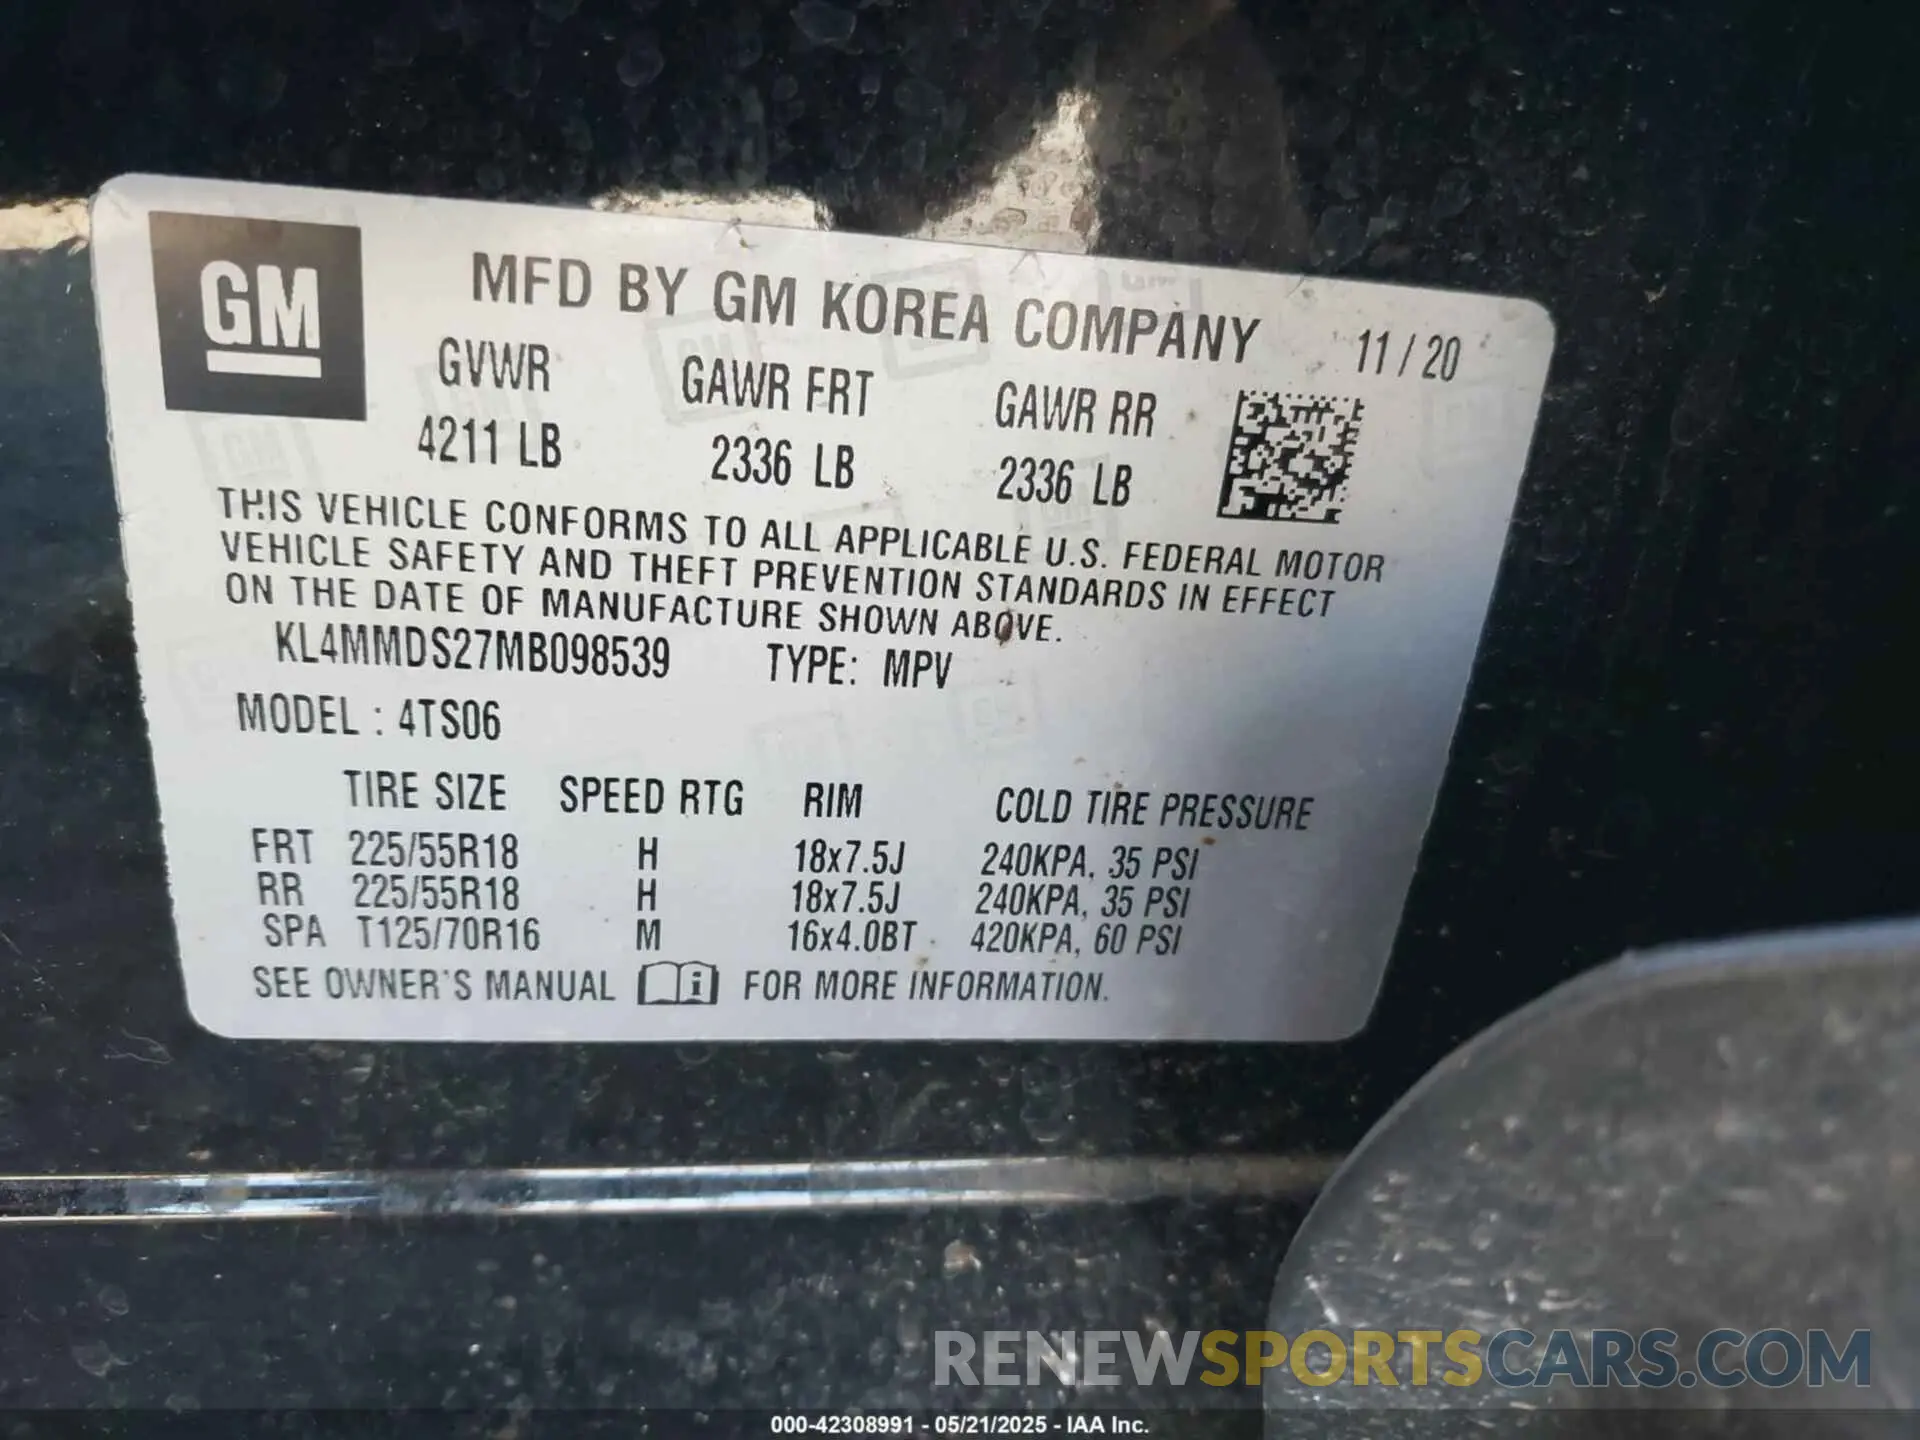 GM
MFD BY GM KOREA COMPANY 11/20
GVWR GAWR FRT GAWR RR
4211 LB 2336 LB 2336 LB
THIS VEHICLE CONFORMS TO ALL APPLICABLE U.S. FEDERAL MOTOR
VEHICLE SAFETY AND THEFT PREVENTION STANDARDS IN EFFECT
ON THE DATE OF MANUFACTURE SHOWN ABOVE.
KL4MMDS27MB098539 TYPE: MPV
MODEL : 4TS06
TIRE SIZE SPEED RTG RIM COLD TIRE PRESSURE
FRT 225/55R18 H 18x7.5J 240KPA, 35 PSI
RR 225/55R18 H 18x7.5J 240KPA, 35 PSI
SPA T125/70R16 M 16x4.0BT 420KPA, 60 PSI
SEE OWNER'S MANUAL i FOR MORE INFORMATION.
RENEWSPORTSCARS.COM
000-42308991 - 05/21/2025 - IAA Inc.